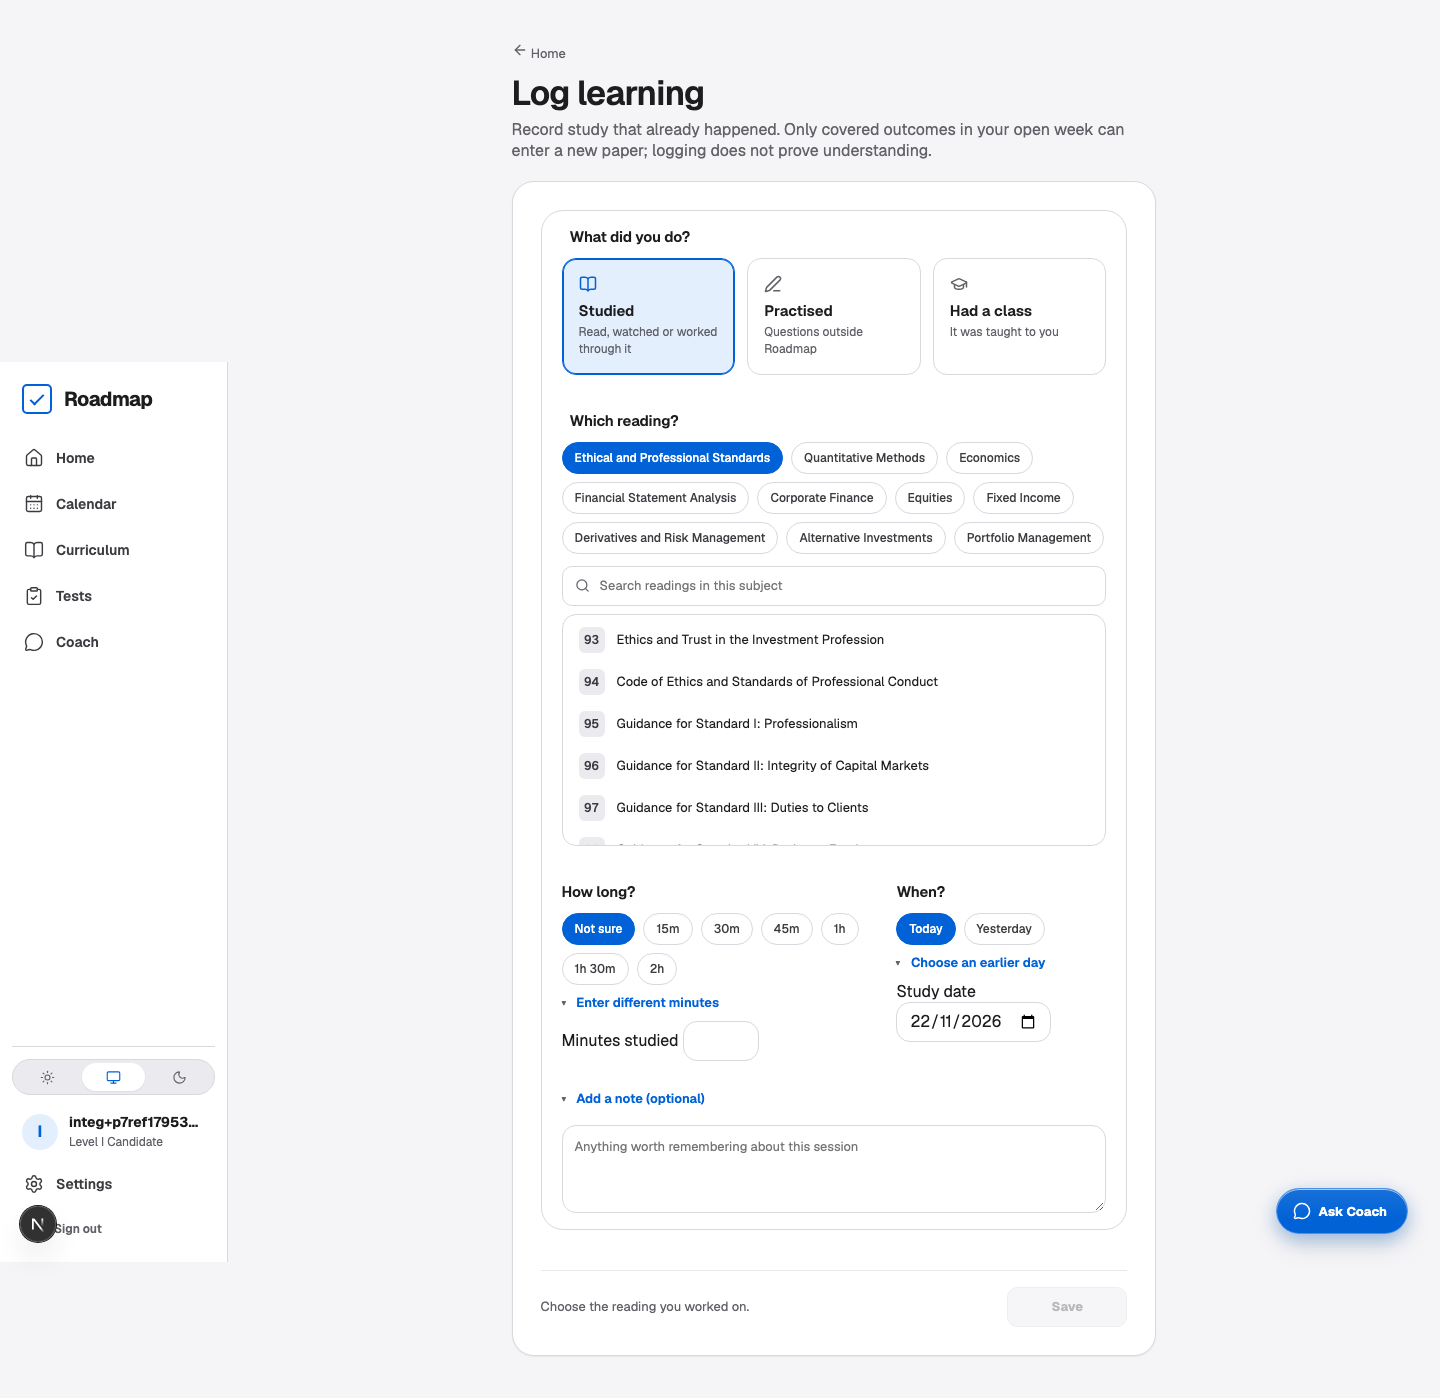 Home
Log learning
Record study that already happened. Only covered outcomes in your open week can
enter a new paper; logging does not prove understanding.
What did you do?
Studied
Read, watched or worked
through it
Practised
Questions outside
Roadmap
Had a class
It was taught to you
Which reading?
Ethical and Professional Standards
Quantitative Methods
Economics
Financial Statement Analysis
Corporate Finance
Equities
Fixed Income
Derivatives and Risk Management
Alternative Investments
Portfolio Management
Search readings in this subject
93 Ethics and Trust in the Investment Profession
94 Code of Ethics and Standards of Professional Conduct
95 Guidance for Standard I: Professionalism
96 Guidance for Standard II: Integrity of Capital Markets
97 Guidance for Standard III: Duties to Clients
How long?
Not sure
15m
30m
45m
1h
1h 30m
2h
Enter different minutes
Minutes studied
When?
Today
Yesterday
Choose an earlier day
Study date
22/11/2026
Add a note (optional)
Anything worth remembering about this session
Choose the reading you worked on.
Save
Roadmap
Home
Calendar
Curriculum
Tests
Coach
I
integ+p7ref17953...
Level I Candidate
Settings
N
Sign out
Ask Coach